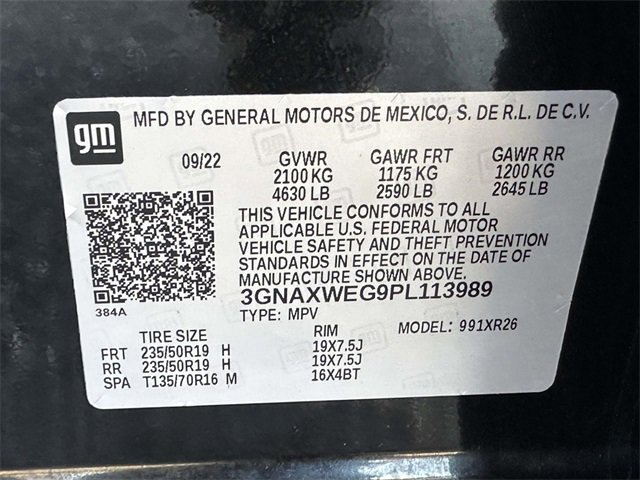 gm MFD BY GENERAL MOTORS DE MEXICO, S. DE R.L. DE C.V.
09/22 GVWR GAWR FRT GAWR RR
2100 KG 1175 KG 1200 KG
4630 LB 2590 LB 2645 LB
THIS VEHICLE CONFORMS TO ALL
APPLICABLE U.S. FEDERAL MOTOR
VEHICLE SAFETY AND THEFT PREVENTION
STANDARDS IN EFFECT ON THE DATE OF
MANUFACTURE SHOWN ABOVE.
3GNAXWEG9PL113989
384A
TYPE: MPV MODEL: 991XR26
TIRE SIZE RIM
FRT 235/50R19 H 19X7.5J
RR 235/50R19 H 19X7.5J
SPA T135/70R16 M 16X4BT